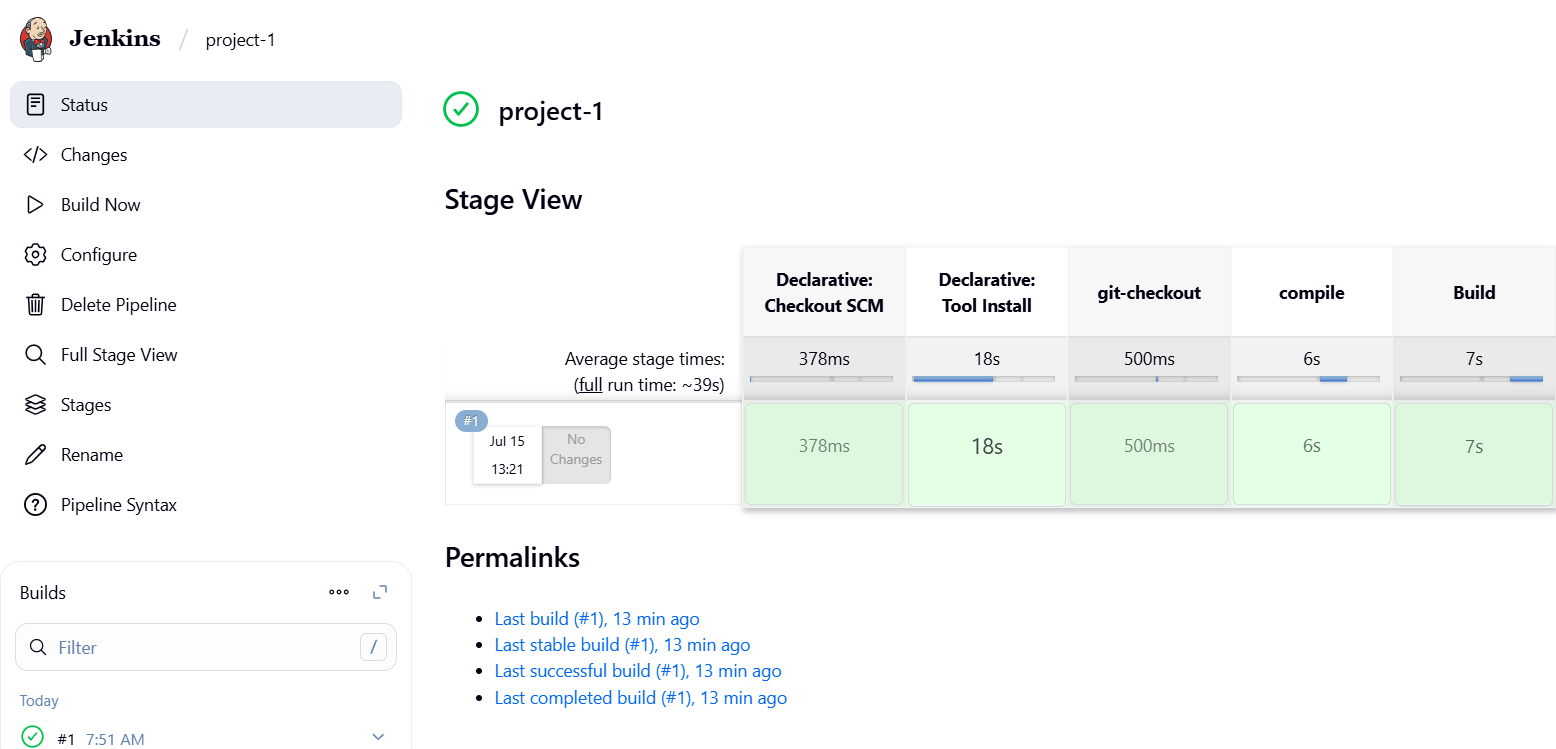 Jenkins / project-1
Status
Changes
Build Now
Configure
Delete Pipeline
Full Stage View
Stages
Rename
Pipeline Syntax
Builds
Filter /
Today
#1 7:51 AM
project-1
Stage View
Declarative: Checkout SCM
Declarative: Tool Install
git-checkout
compile
Build
Average stage times:
(full run time: ~39s)
378ms 18s 500ms 6s 7s
#1
Jul 15
13:21
No
Changes
378ms 18s 500ms 6s 7s
Permalinks
Last build (#1), 13 min ago
Last stable build (#1), 13 min ago
Last successful build (#1), 13 min ago
Last completed build (#1), 13 min ago